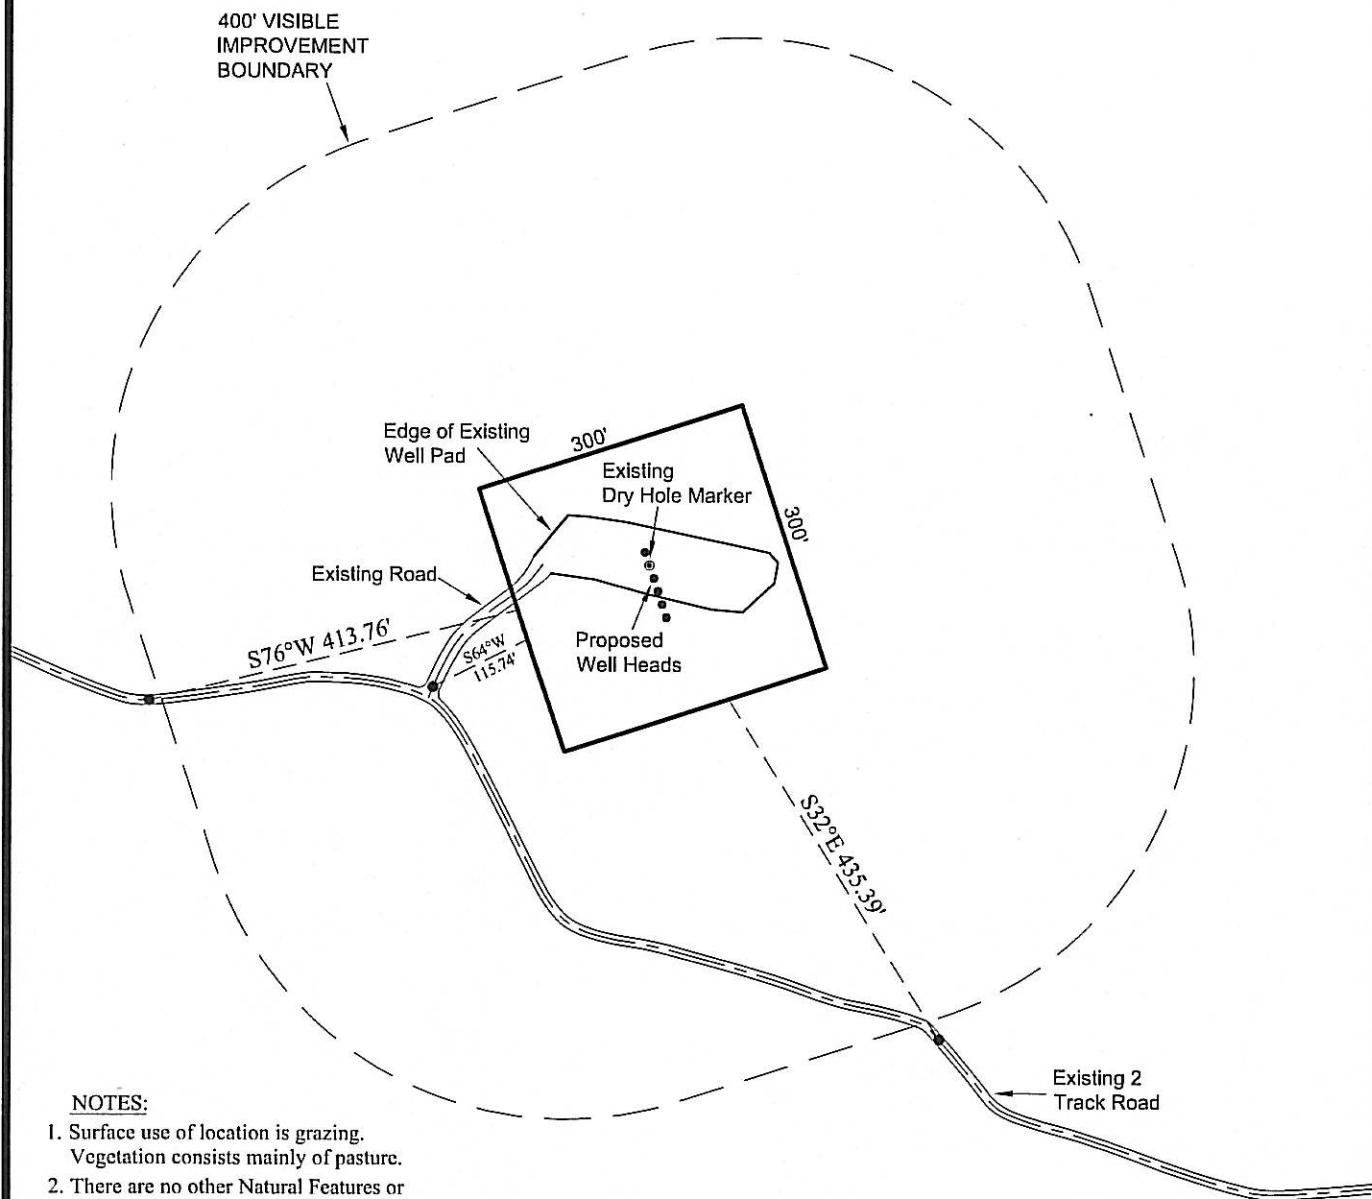 400' VISIBLE
IMPROVEMENT
BOUNDARY
Edge of Existing
Well Pad
300'
Existing
Dry Hole Marker
300'
Existing Road
S76°W 413.76'
S64°W
115.74'
Proposed
Well Heads
S32°E 435.39'
Existing 2
Track Road
NOTES:
1. Surface use of location is grazing.
Vegetation consists mainly of pasture.
2. There are no other Natural Features or